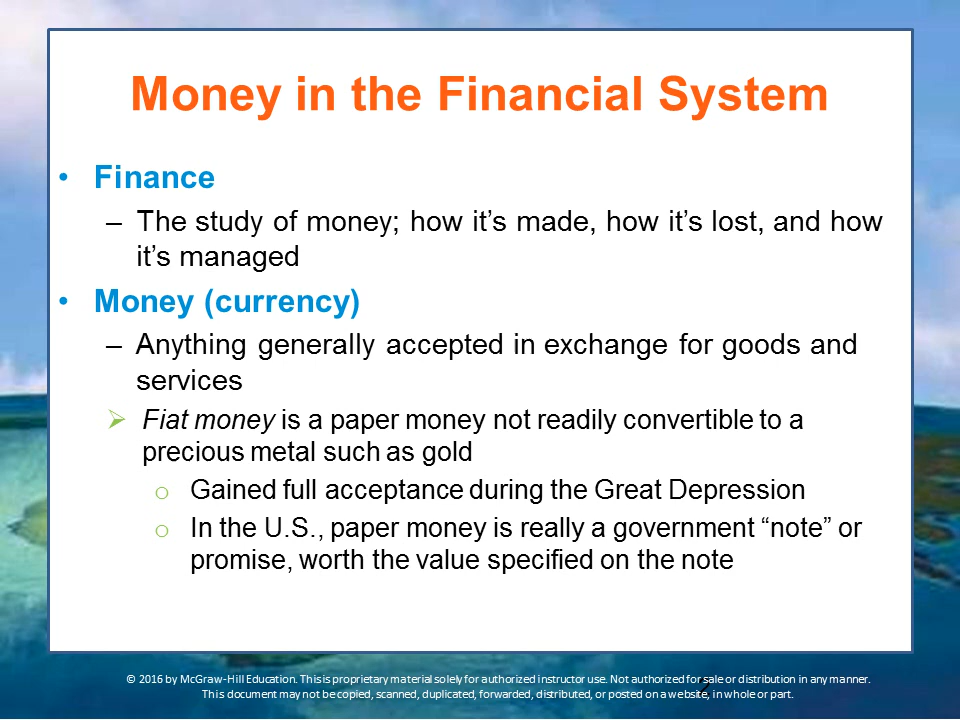 Money in the Financial System
• Finance
– The study of money; how it’s made, how it’s lost, and how
it’s managed
• Money (currency)
– Anything generally accepted in exchange for goods and
services
➢ Fiat money is a paper money not readily convertible to a
precious metal such as gold
o Gained full acceptance during the Great Depression
o In the U.S., paper money is really a government “note” or
promise, worth the value specified on the note
© 2016 by McGraw-Hill Education. This is proprietary material solely for authorized instructor use. Not authorized for sale or distribution in any manner.
This document may not be copied, scanned, duplicated, forwarded, distributed, or posted on a website, in whole or part.